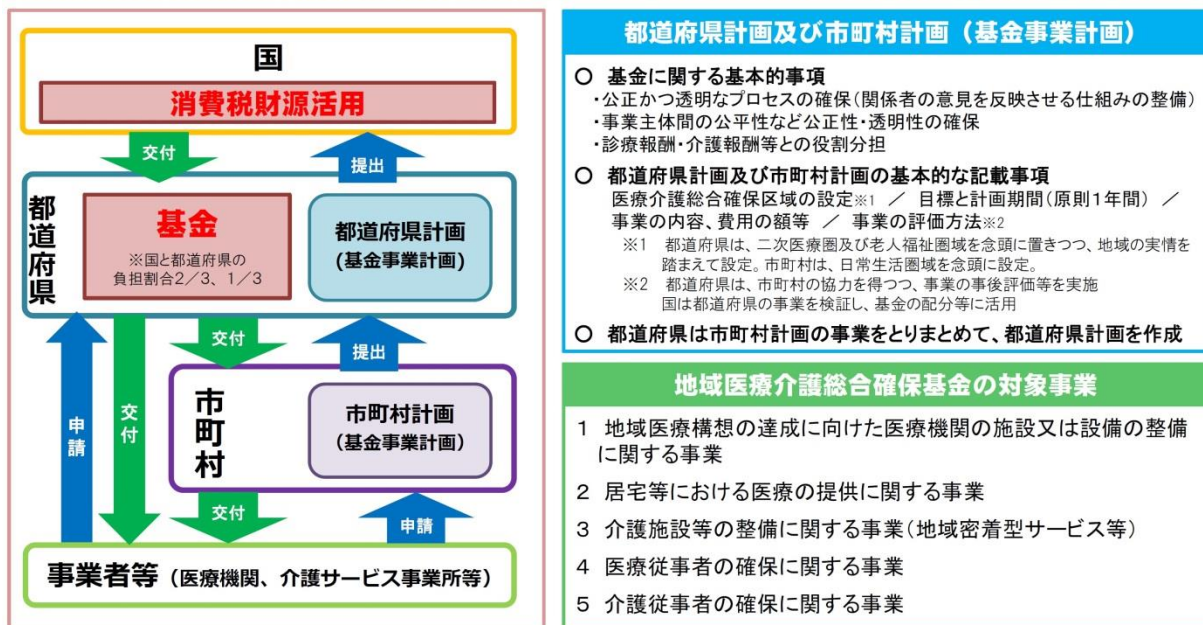 国
消費税財源活用
交付
提出
都道府県
基金
※国と都道府県の
負担割合2/3、1/3
都道府県計画
(基金事業計画)
申請
交付
交付
提出
市町村
市町村計画
(基金事業計画)
交付
申請
事業者等(医療機関、介護サービス事業所等)
都道府県計画及び市町村計画(基金事業計画)
○ 基金に関する基本的事項
・公正かつ透明なプロセスの確保(関係者の意見を反映させる仕組みの整備)
・事業主体間の公平性など公正性・透明性の確保
・診療報酬・介護報酬等との役割分担
○ 都道府県計画及び市町村計画の基本的な記載事項
医療介護総合確保区域の設定※1 / 目標と計画期間(原則1年間) /
事業の内容、費用の額等 / 事業の評価方法※2
※1 都道府県は、二次医療圏及び老人福祉圏域を念頭に置きつつ、地域の実情を
踏まえて設定。市町村は、日常生活圏域を念頭に設定。
※2 都道府県は、市町村の協力を得つつ、事業の事後評価等を実施
国は都道府県の事業を検証し、基金の配分等に活用
○ 都道府県は市町村計画の事業をとりまとめて、都道府県計画を作成
地域医療介護総合確保基金の対象事業
1 地域医療構想の達成に向けた医療機関の施設又は設備の整備
に関する事業
2 居宅等における医療の提供に関する事業
3 介護施設等の整備に関する事業(地域密着型サービス等)
4 医療従事者の確保に関する事業
5 介護従事者の確保に関する事業